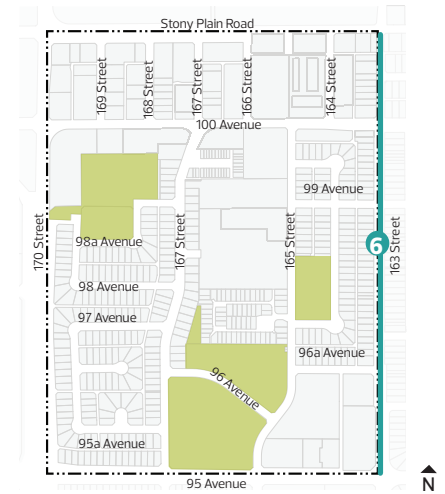 Stony Plain Road
169 Street
168 Street
167 Street
166 Street
164 Street
100 Avenue
99 Avenue
170 Street
98a Avenue
167 Street
165 Street
6
163 Street
98 Avenue
97 Avenue
96a Avenue
96 Avenue
95a Avenue
95 Avenue
N